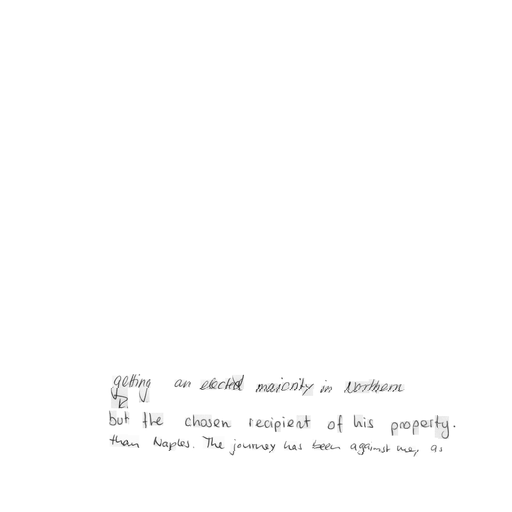 getting an elected majority in Northern
but the chosen recipient of his property.
than Naples. The journey has been against me, as